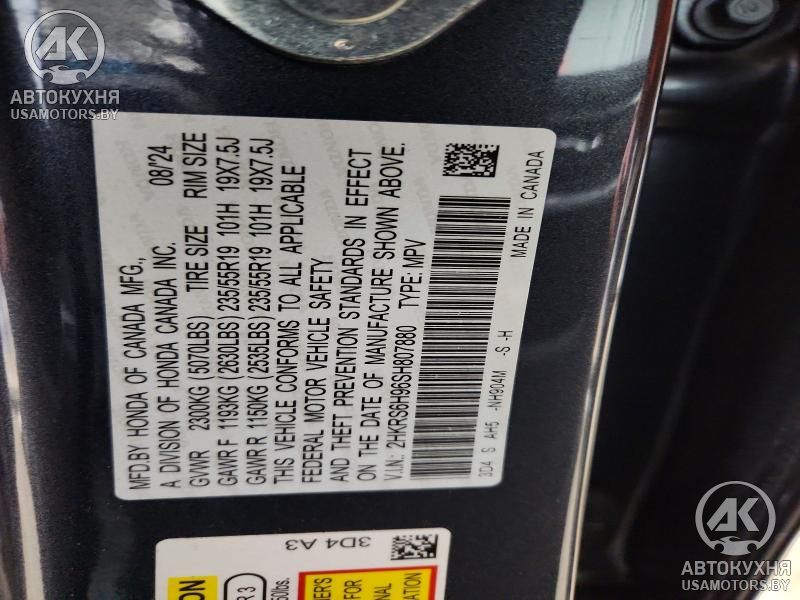 AK
АВТОКУХНЯ
USAMOTORS.BY
MFD.BY HONDA OF CANADA MFG., 08/24
A DIVISION OF HONDA CANADA INC.
GVWR 2300KG (5070LBS) TIRE SIZE RIM SIZE
GAWR F 1193KG (2630LBS) 235/55R19 101H 19X7.5J
GAWR R 1150KG (2535LBS) 235/55R19 101H 19X7.5J
THIS VEHICLE CONFORMS TO ALL APPLICABLE
FEDERAL MOTOR VEHICLE SAFETY
AND THEFT PREVENTION STANDARDS IN EFFECT
ON THE DATE OF MANUFACTURE SHOWN ABOVE.
V.I.N.: 2HKRS6H96SH807880 TYPE: MPV
3D4 S AH5 -NH904M -S -H
MADE IN CANADA
3D4 A3
AK
АВТОКУХНЯ
USAMOTORS.BY